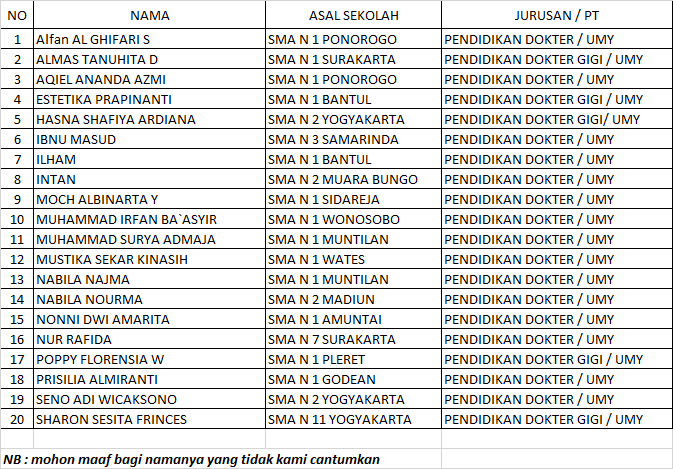 NO NAMA ASAL SEKOLAH JURUSAN / PT
1 Alfan AL GHIFARI S SMA N 1 PONOROGO PENDIDIKAN DOKTER / UMY
2 ALMAS TANUHITA D SMA N 1 SURAKARTA PENDIDIKAN DOKTER GIGI / UMY
3 AQIEL ANANDA AZMI SMA N 1 PONOROGO PENDIDIKAN DOKTER / UMY
4 ESTETIKA PRAPINANTI SMA N 1 BANTUL PENDIDIKAN DOKTER GIGI / UMY
5 HASNA SHAFIYA ARDIANA SMA N 2 YOGYAKARTA PENDIDIKAN DOKTER GIGI/ UMY
6 IBNU MASUD SMA N 3 SAMARINDA PENDIDIKAN DOKTER / UMY
7 ILHAM SMA N 1 BANTUL PENDIDIKAN DOKTER / UMY
8 INTAN SMA N 2 MUARA BUNGO PENDIDIKAN DOKTER / UMY
9 MOCH ALBINARTA Y SMA N 1 SIDAREJA PENDIDIKAN DOKTER / UMY
10 MUHAMMAD IRFAN BA`ASYIR SMA N 1 WONOSOBO PENDIDIKAN DOKTER / UMY
11 MUHAMMAD SURYA ADMAJA SMA N 1 MUNTILAN PENDIDIKAN DOKTER / UMY
12 MUSTIKA SEKAR KINASIH SMA N 1 WATES PENDIDIKAN DOKTER / UMY
13 NABILA NAJMA SMA N 1 MUNTILAN PENDIDIKAN DOKTER / UMY
14 NABILA NOURMA SMA N 2 MADIUN PENDIDIKAN DOKTER / UMY
15 NONNI DWI AMARITA SMA N 1 AMUNTAI PENDIDIKAN DOKTER / UMY
16 NUR RAFIDA SMA N 7 SURAKARTA PENDIDIKAN DOKTER / UMY
17 POPPY FLORENSIA W SMA N 1 PLERET PENDIDIKAN DOKTER GIGI / UMY
18 PRISILIA ALMIRANTI SMA N 1 GODEAN PENDIDIKAN DOKTER / UMY
19 SENO ADI WICAKSONO SMA N 2 YOGYAKARTA PENDIDIKAN DOKTER / UMY
20 SHARON SESITA FRINCES SMA N 11 YOGYAKARTA PENDIDIKAN DOKTER GIGI / UMY
NB : mohon maaf bagi namanya yang tidak kami cantumkan